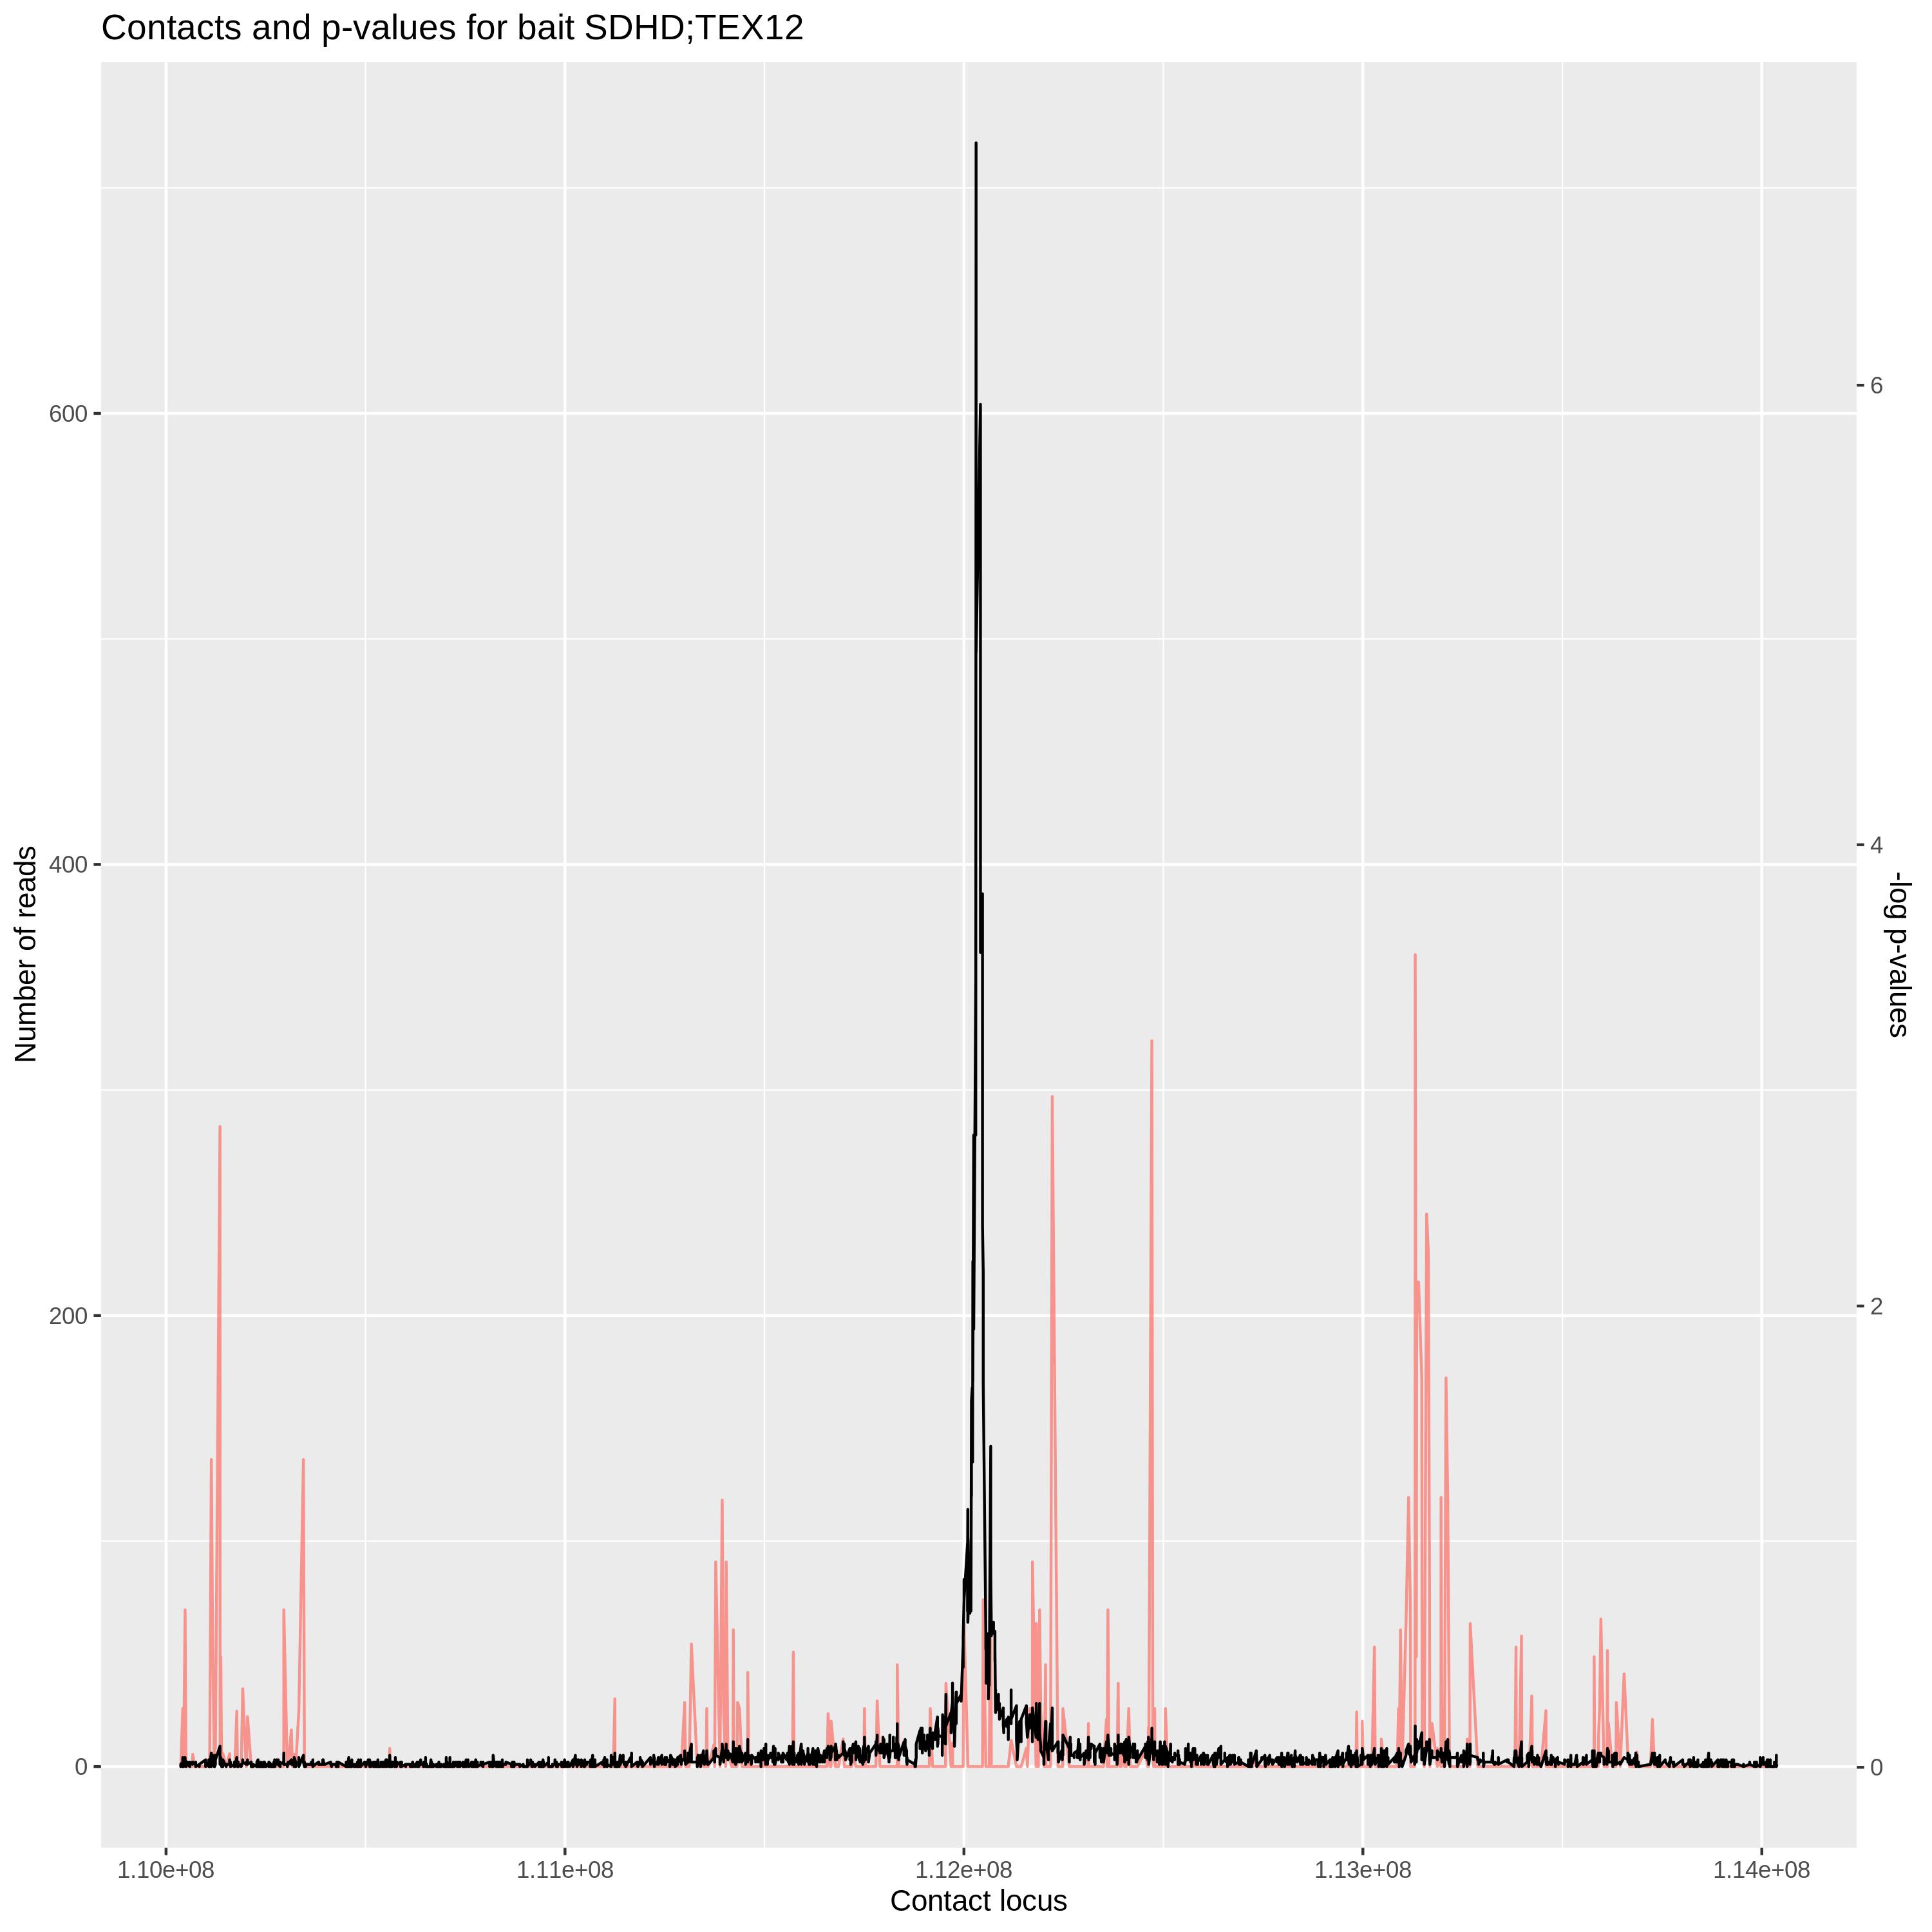 Contacts and p-values for bait SDHD;TEX12
Number of reads
600
400
200
0
6
4
2
0
-log p-values
1.10e+08 1.11e+08 1.12e+08 1.13e+08 1.14e+08
Contact locus